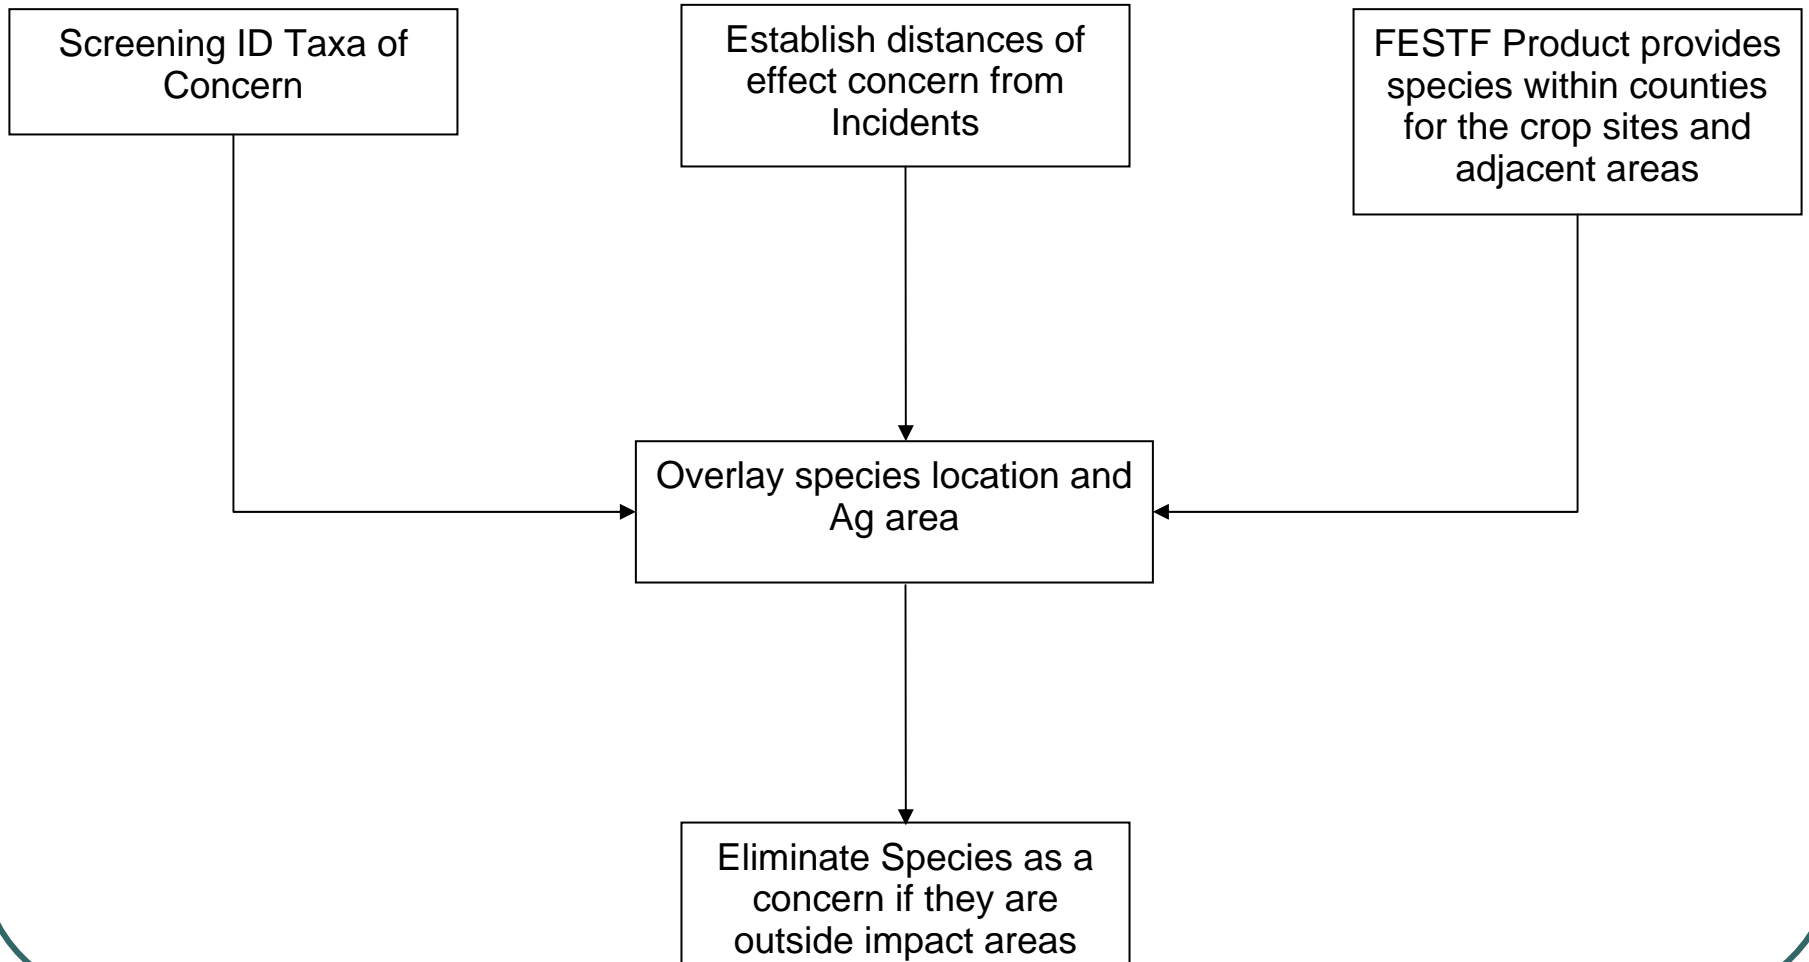 Screening ID Taxa of
Concern
Establish distances of
effect concern from
Incidents
FESTF Product provides
species within counties
for the crop sites and
adjacent areas
Overlay species location and
Ag area
Eliminate Species as a
concern if they are
outside impact areas